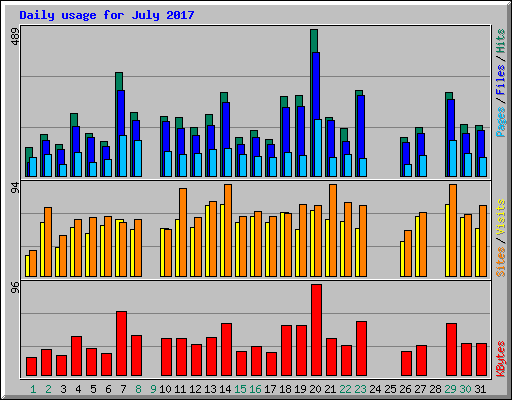 Daily usage for July 2017
489
Pages / Files / Hits
94
Sites / Visits
96
KBytes
1 2 3 4 5 6 7 8 9 10 11 12 13 14 15 16 17 18 19 20 21 22 23 24 25 26 27 28 29 30 31